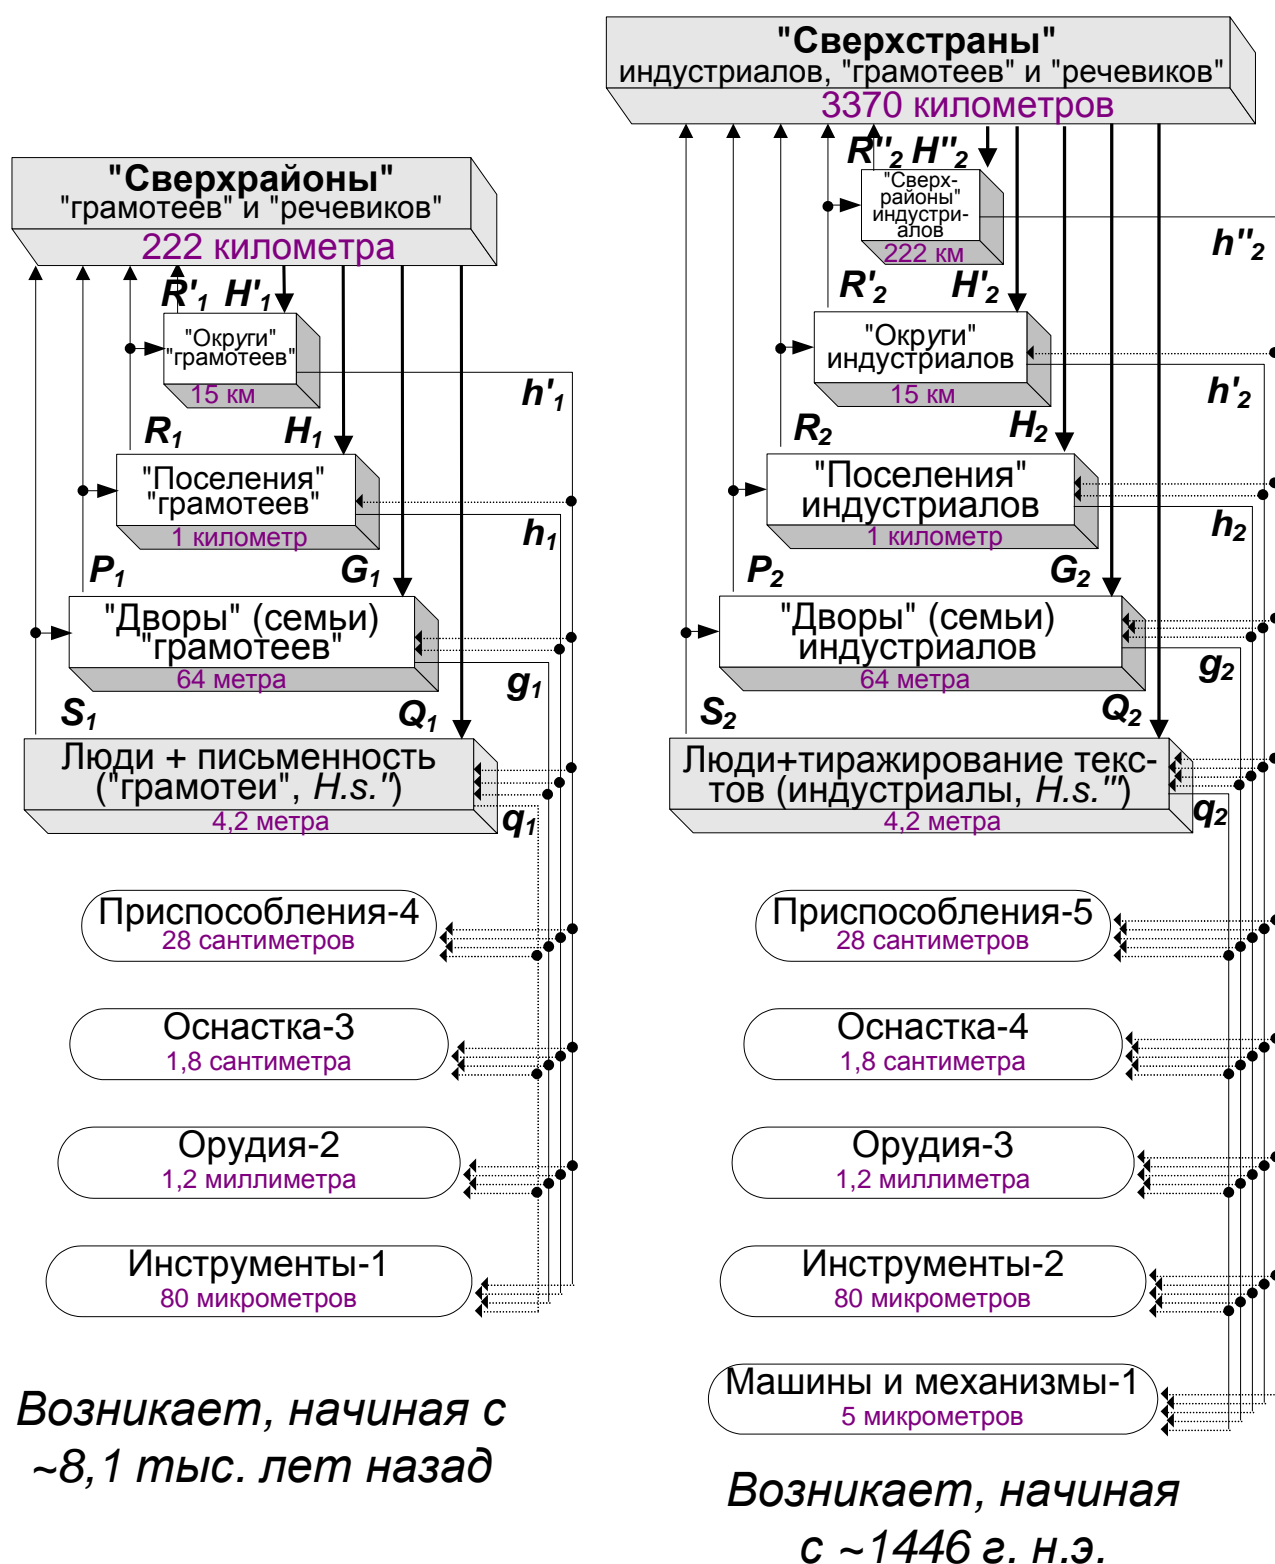 "Сверхрайоны"
"грамотеев" и "речевиков"
222 километра
R'1 H'1
"Округи"
"грамотеев"
15 км
h'1
R1 H1
"Поселения"
"грамотеев"
1 километр
h1
P1 G1
"Дворы" (семьи)
"грамотеев"
64 метра
g1
S1 Q1
Люди + письменность
("грамотеи", H.s.")
4,2 метра
q1
Приспособления-4
28 сантиметров
Оснастка-3
1,8 сантиметра
Орудия-2
1,2 миллиметра
Инструменты-1
80 микрометров
Возникает, начиная с
~8,1 тыс. лет назад
"Сверхстраны"
индустриалов, "грамотеев" и "речевиков"
3370 километров
R"2 H"2
"Сверх-
районы"
индустри-
алов
222 км
h"2
R'2 H'2
"Округи"
индустриалов
15 км
h'2
R2 H2
"Поселения"
индустриалов
1 километр
h2
P2 G2
"Дворы" (семьи)
индустриалов
64 метра
g2
S2 Q2
Люди+тиражирование текс-
тов (индустриалы, H.s.'")
4,2 метра
q2
Приспособления-5
28 сантиметров
Оснастка-4
1,8 сантиметра
Орудия-3
1,2 миллиметра
Инструменты-2
80 микрометров
Машины и механизмы-1
5 микрометров
Возникает, начиная
с ~1446 г. н.э.